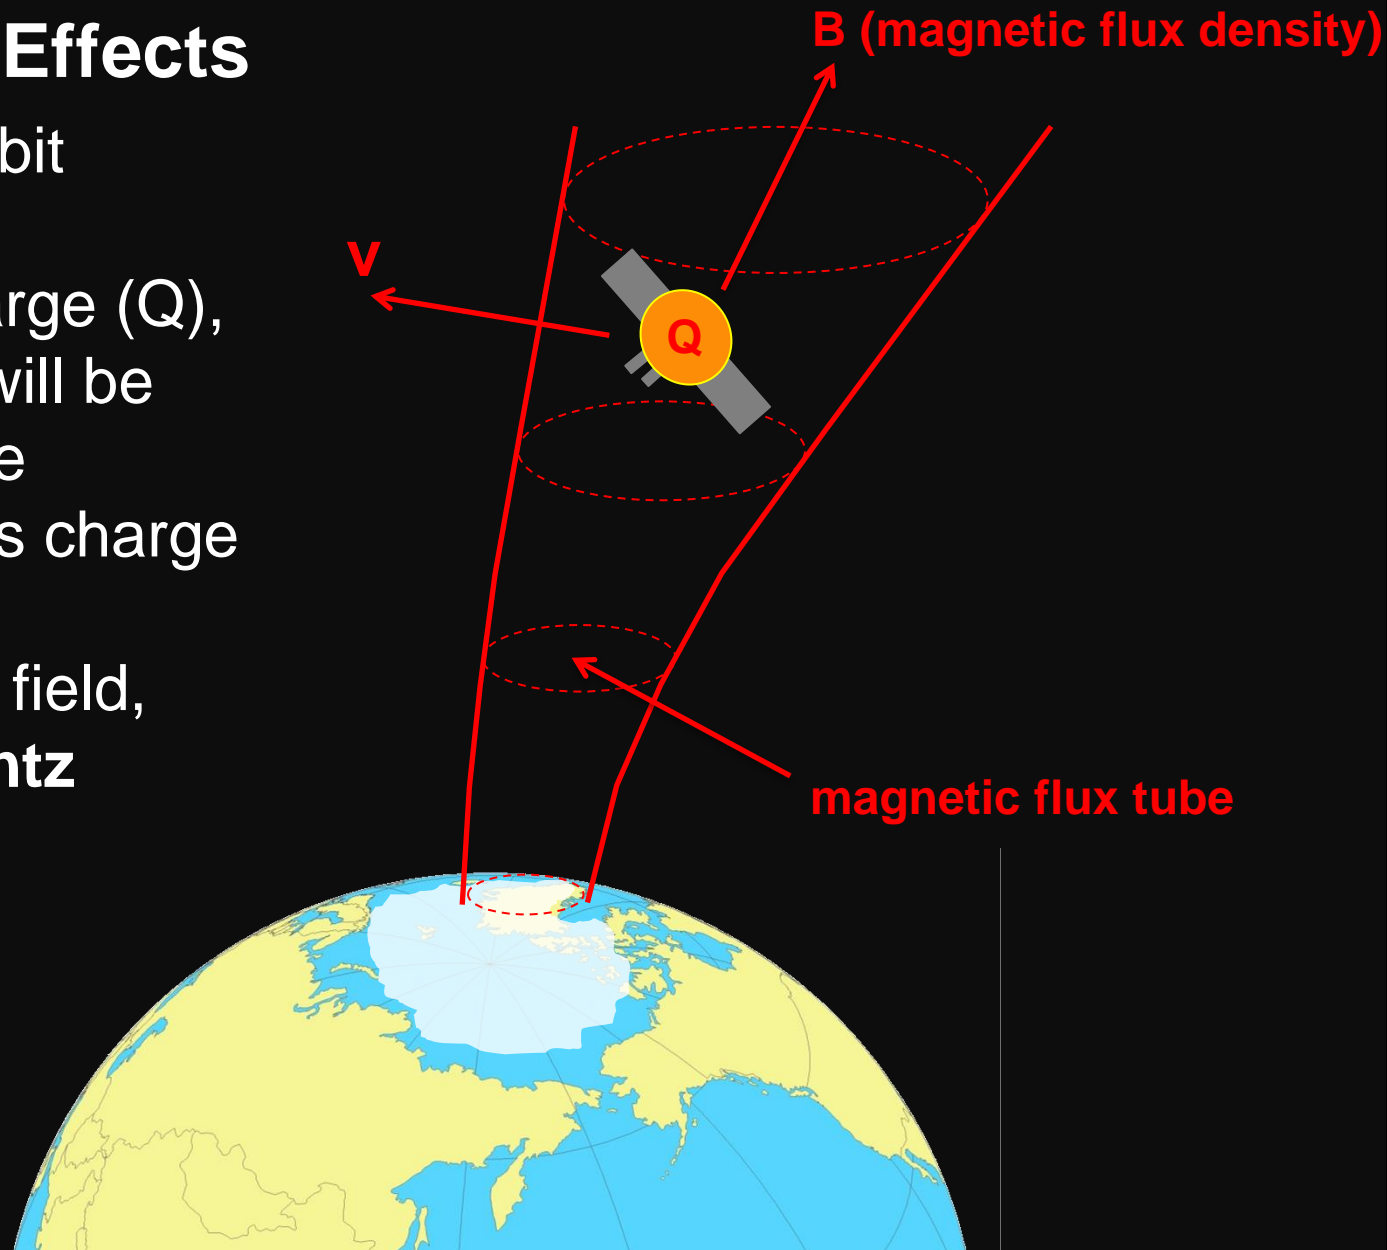 Effects
B (magnetic flux density)
bit
V
rge (Q),
Q
will be
e
s charge
field,
ntz
magnetic flux tube